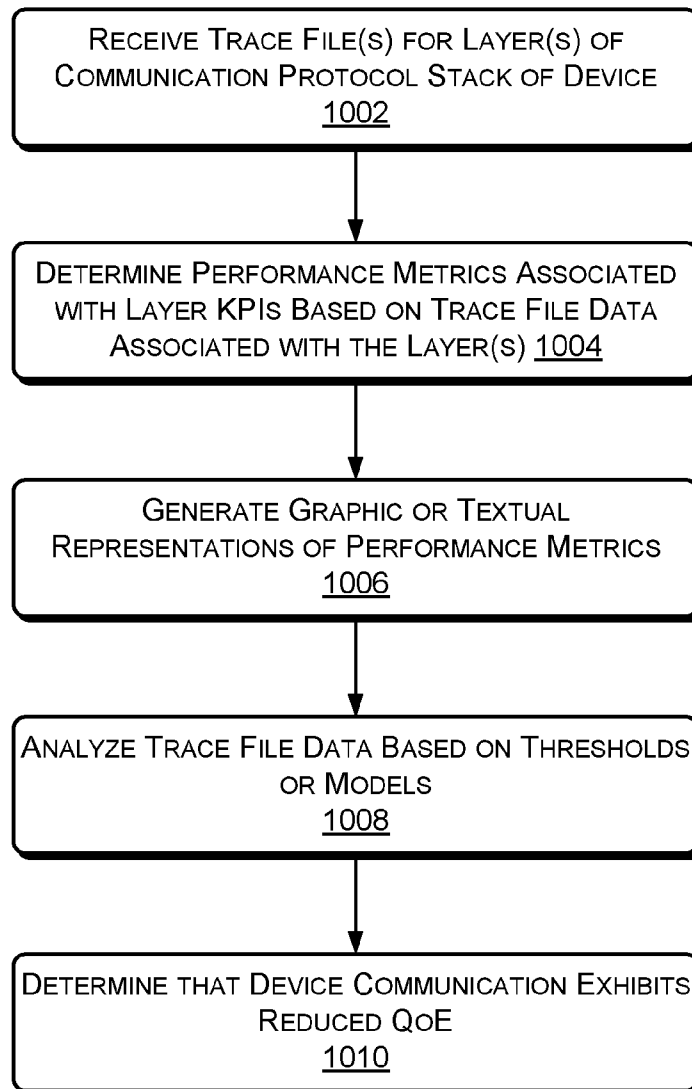 RECEIVE TRACE FILE(S) FOR LAYER(S) OF
COMMUNICATION PROTOCOL STACK OF DEVICE
1002
DETERMINE PERFORMANCE METRICS ASSOCIATED
WITH LAYER KPIS BASED ON TRACE FILE DATA
ASSOCIATED WITH THE LAYER(S) 1004
GENERATE GRAPHIC OR TEXTUAL
REPRESENTATIONS OF PERFORMANCE METRICS
1006
ANALYZE TRACE FILE DATA BASED ON THRESHOLDS
OR MODELS
1008
DETERMINE THAT DEVICE COMMUNICATION EXHIBITS
REDUCED QOE
1010